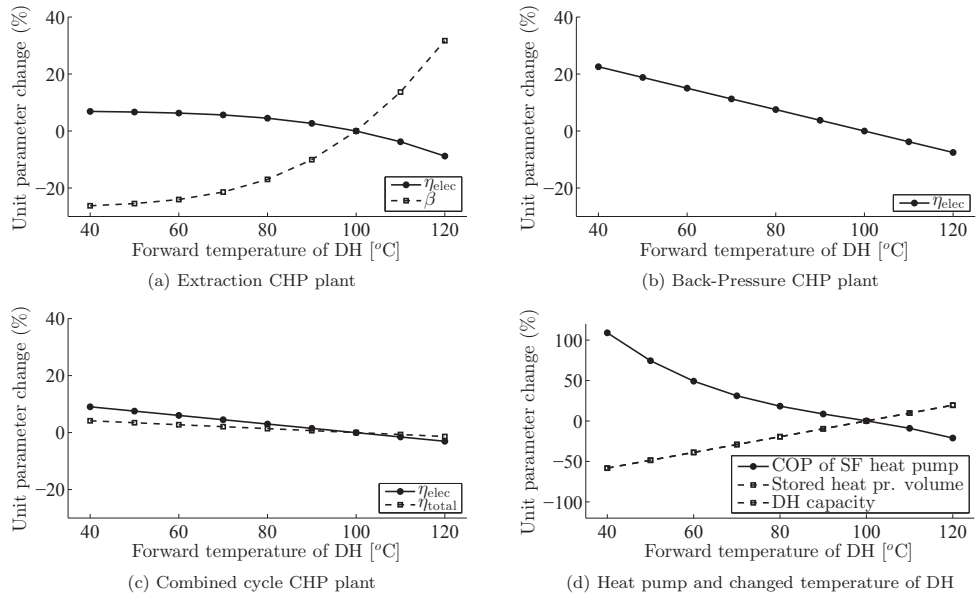 Unit parameter change (%)
40
20
0
−20
40
60
80
100
120
η_elec
β
Forward temperature of DH [°C]
(a) Extraction CHP plant
Unit parameter change (%)
40
20
0
−20
40
60
80
100
120
η_elec
Forward temperature of DH [°C]
(b) Back-Pressure CHP plant
Unit parameter change (%)
40
20
0
−20
40
60
80
100
120
η_elec
η_total
Forward temperature of DH [°C]
(c) Combined cycle CHP plant
Unit parameter change (%)
100
50
0
−50
−100
40
60
80
100
120
COP of SF heat pump
Stored heat pr. volume
DH capacity
Forward temperature of DH [°C]
(d) Heat pump and changed temperature of DH